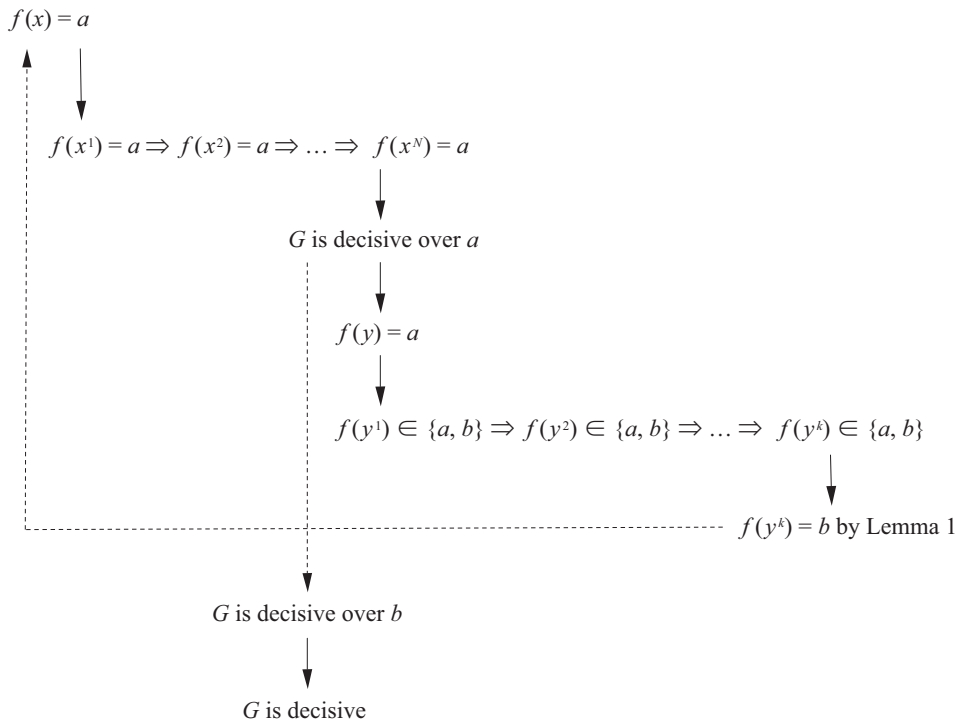 f(x) = a
f(x¹) = a ⇒ f(x²) = a ⇒ … ⇒ f(xᴺ) = a
G is decisive over a
f(y) = a
f(y¹) ∈ {a, b} ⇒ f(y²) ∈ {a, b} ⇒ … ⇒ f(yᵏ) ∈ {a, b}
f(yᵏ) = b by Lemma 1
G is decisive over b
G is decisive